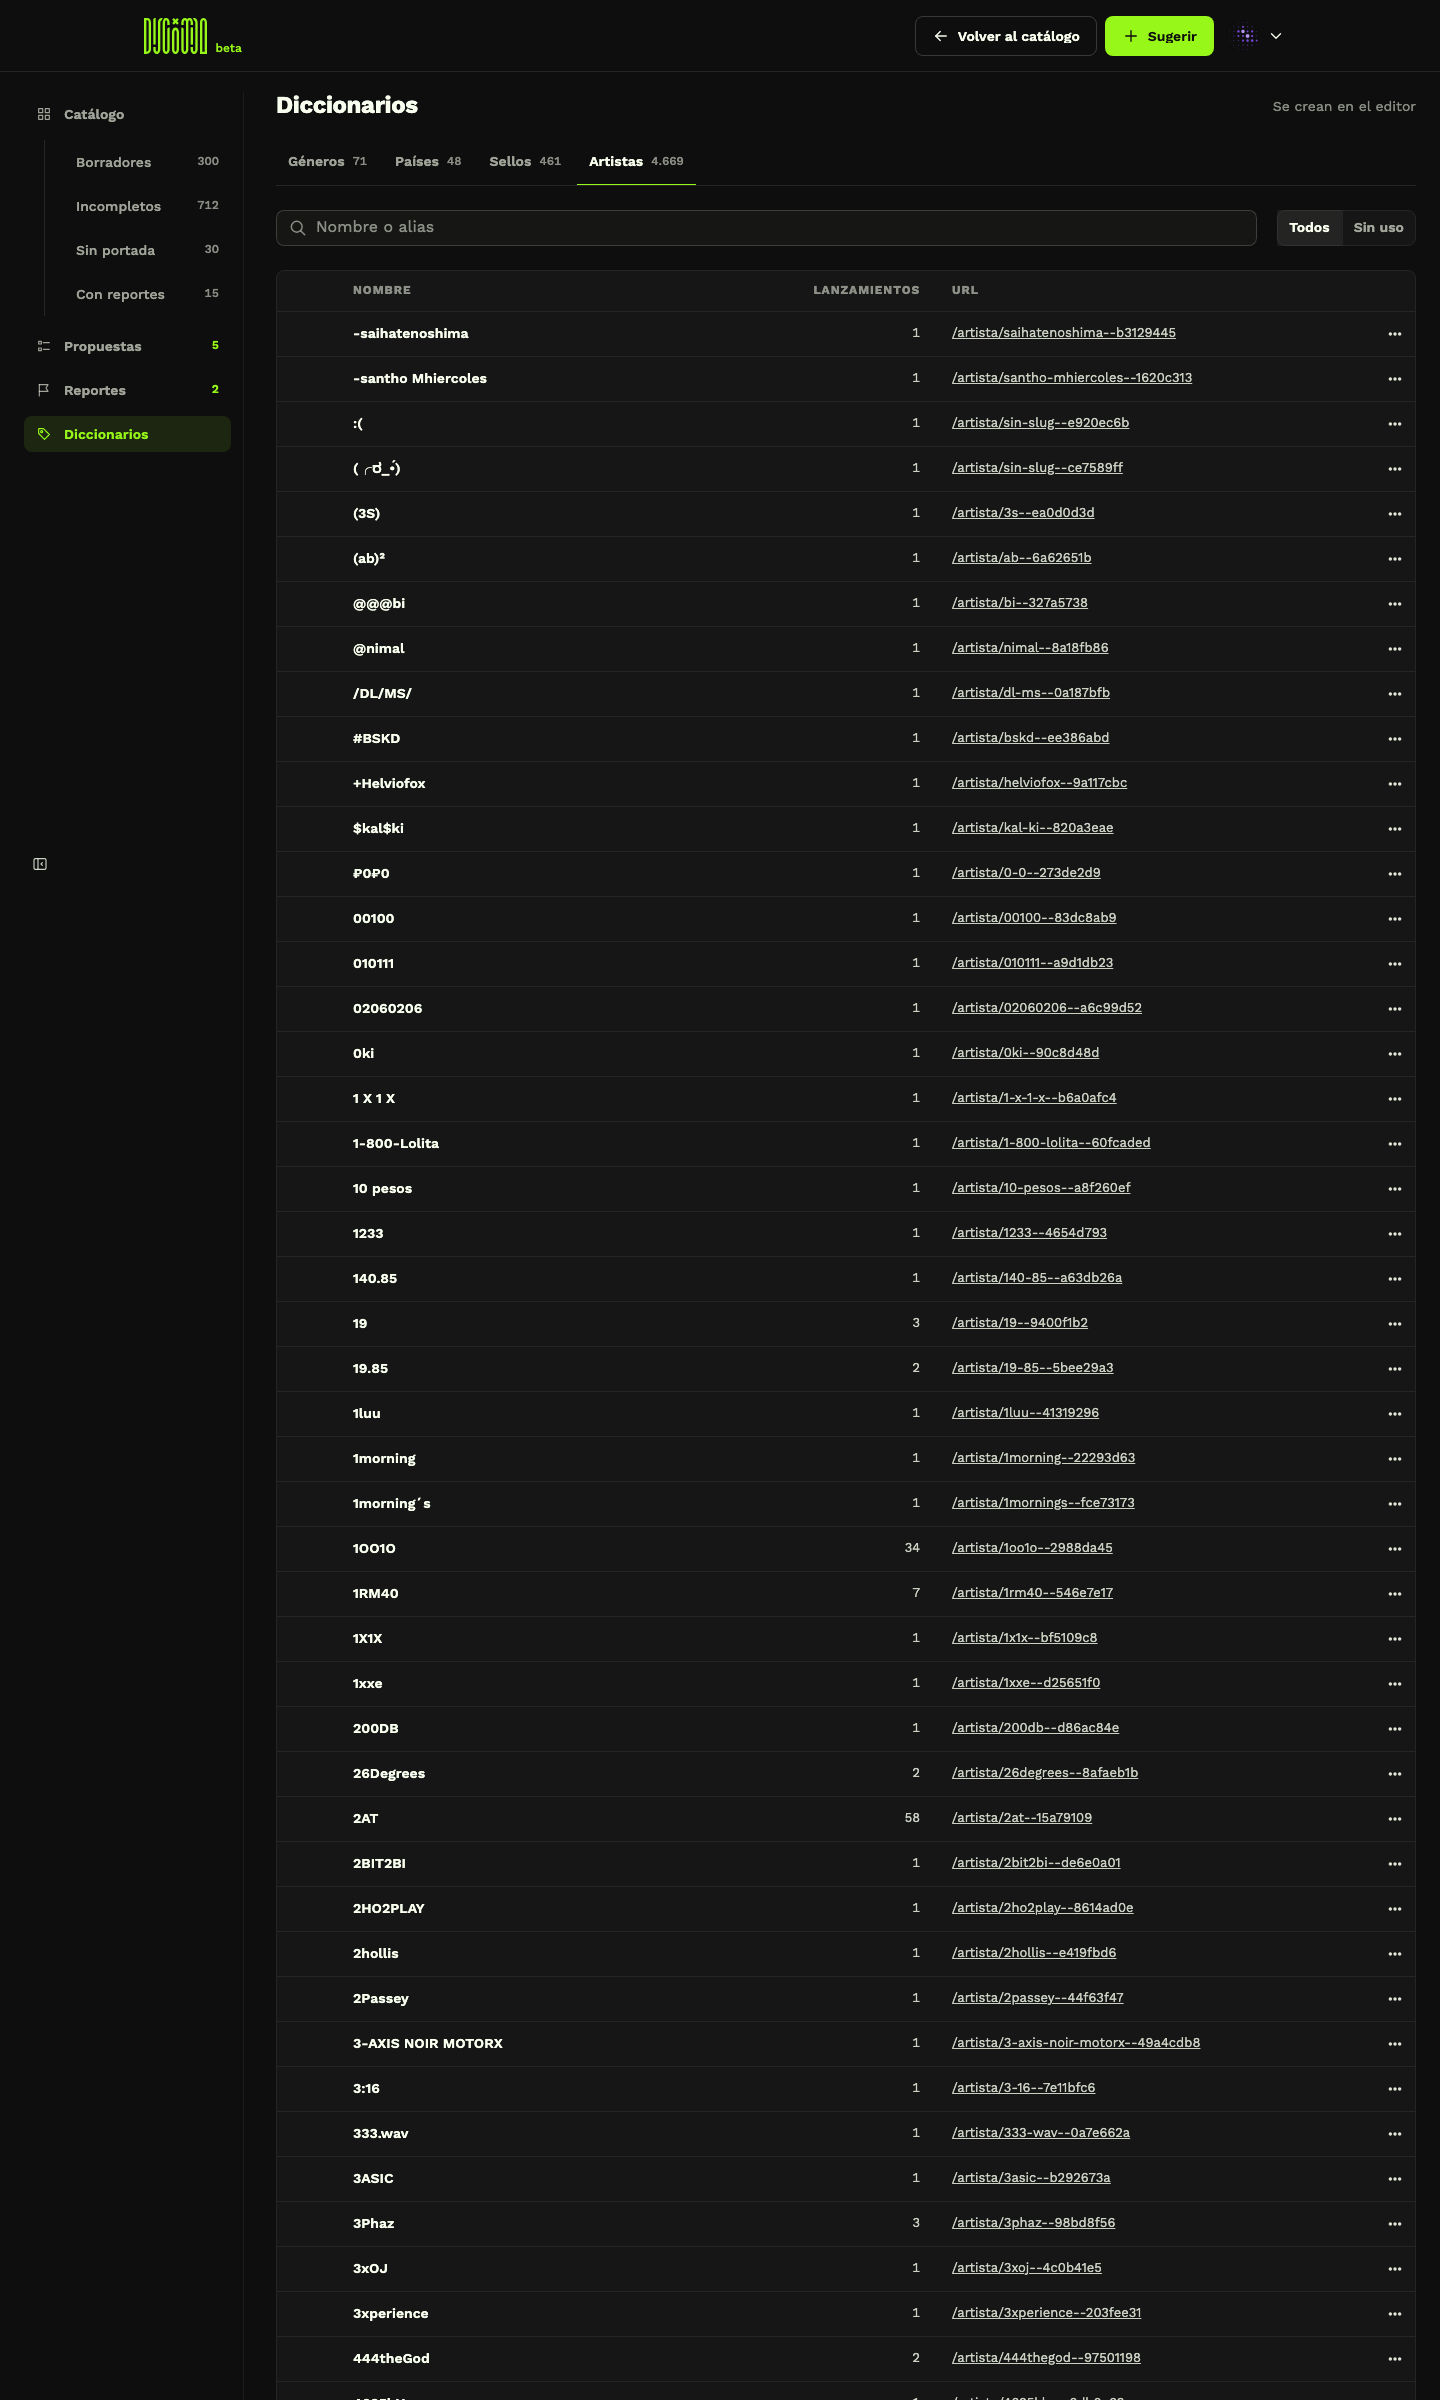 DIGGIMOG beta
Volver al catálogo
Sugerir
Catálogo
Borradores 300
Incompletos 712
Sin portada 30
Con reportes 15
Propuestas 5
Reportes 2
Diccionarios
Diccionarios
Se crean en el editor
Géneros 71 Países 48 Sellos 461 Artistas 4.669
Nombre o alias
Todos Sin uso
NOMBRE LANZAMIENTOS URL
-saihatenoshima 1 /artista/saihatenoshima--b3129445
-santho Mhiercoles 1 /artista/santho-mhiercoles--1620c313
:( 1 /artista/sin-slug--e920ec6b
( ╭ರ_•́) 1 /artista/sin-slug--ce7589ff
(3S) 1 /artista/3s--ea0d0d3d
(ab)² 1 /artista/ab--6a62651b
@@@bi 1 /artista/bi--327a5738
@nimal 1 /artista/nimal--8a18fb86
/DL/MS/ 1 /artista/dl-ms--0a187bfb
#BSKD 1 /artista/bskd--ee386abd
+Helviofox 1 /artista/helviofox--9a117cbc
$kal$ki 1 /artista/kal-ki--820a3eae
₽0₽0 1 /artista/0-0--273de2d9
00100 1 /artista/00100--83dc8ab9
010111 1 /artista/010111--a9d1db23
02060206 1 /artista/02060206--a6c99d52
0ki 1 /artista/0ki--90c8d48d
1 X 1 X 1 /artista/1-x-1-x--b6a0afc4
1-800-Lolita 1 /artista/1-800-lolita--60fcaded
10 pesos 1 /artista/10-pesos--a8f260ef
1233 1 /artista/1233--4654d793
140.85 1 /artista/140-85--a63db26a
19 3 /artista/19--9400f1b2
19.85 2 /artista/19-85--5bee29a3
1luu 1 /artista/1luu--41319296
1morning 1 /artista/1morning--22293d63
1morning´s 1 /artista/1mornings--fce73173
1OO1O 34 /artista/1oo1o--2988da45
1RM40 7 /artista/1rm40--546e7e17
1X1X 1 /artista/1x1x--bf5109c8
1xxe 1 /artista/1xxe--d25651f0
200DB 1 /artista/200db--d86ac84e
26Degrees 2 /artista/26degrees--8afaeb1b
2AT 58 /artista/2at--15a79109
2BIT2BI 1 /artista/2bit2bi--de6e0a01
2HO2PLAY 1 /artista/2ho2play--8614ad0e
2hollis 1 /artista/2hollis--e419fbd6
2Passey 1 /artista/2passey--44f63f47
3-AXIS NOIR MOTORX 1 /artista/3-axis-noir-motorx--49a4cdb8
3:16 1 /artista/3-16--7e11bfc6
333.wav 1 /artista/333-wav--0a7e662a
3ASIC 1 /artista/3asic--b292673a
3Phaz 3 /artista/3phaz--98bd8f56
3xOJ 1 /artista/3xoj--4c0b41e5
3xperience 1 /artista/3xperience--203fee31
444theGod 2 /artista/444thegod--97501198